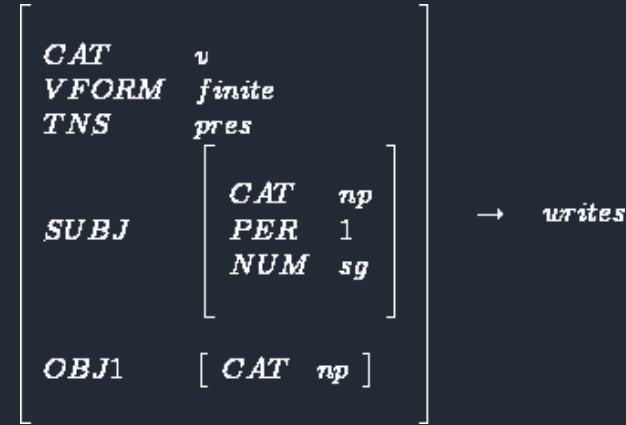 CAT v
VFORM finite
TNS pres
CAT np
SUBJ PER 1 → writes
NUM sg
OBJ1 [ CAT np ]